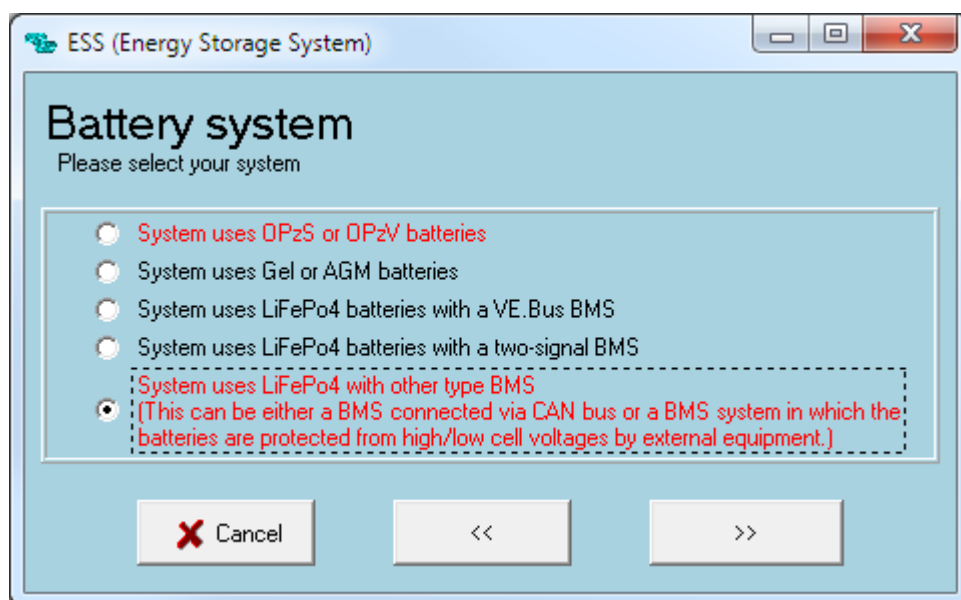 ESS (Energy Storage System)
Battery system
Please select your system
System uses OPzS or OPzV batteries
System uses Gel or AGM batteries
System uses LiFePo4 batteries with a VE.Bus BMS
System uses LiFePo4 batteries with a two-signal BMS
System uses LiFePo4 with other type BMS
(This can be either a BMS connected via CAN bus or a BMS system in which the
batteries are protected from high/low cell voltages by external equipment.)
Cancel
<<
>>